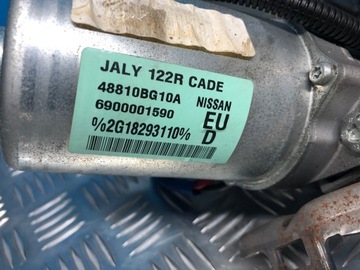 JALY 122R CADE
48810BG10A NISSAN
6900001590 EU
%2G18293110% D